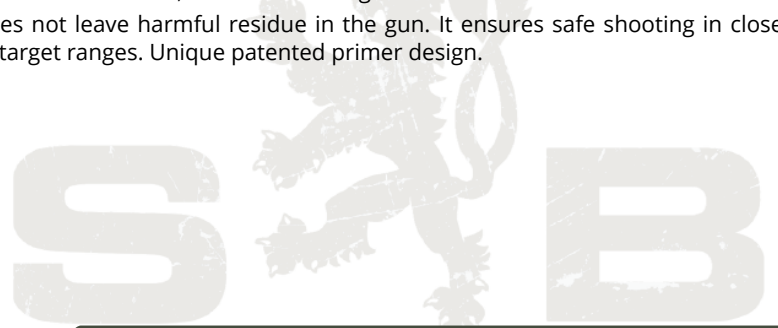 es not leave harmful residue in the gun. It ensures safe shooting in close
target ranges. Unique patented primer design.
S B